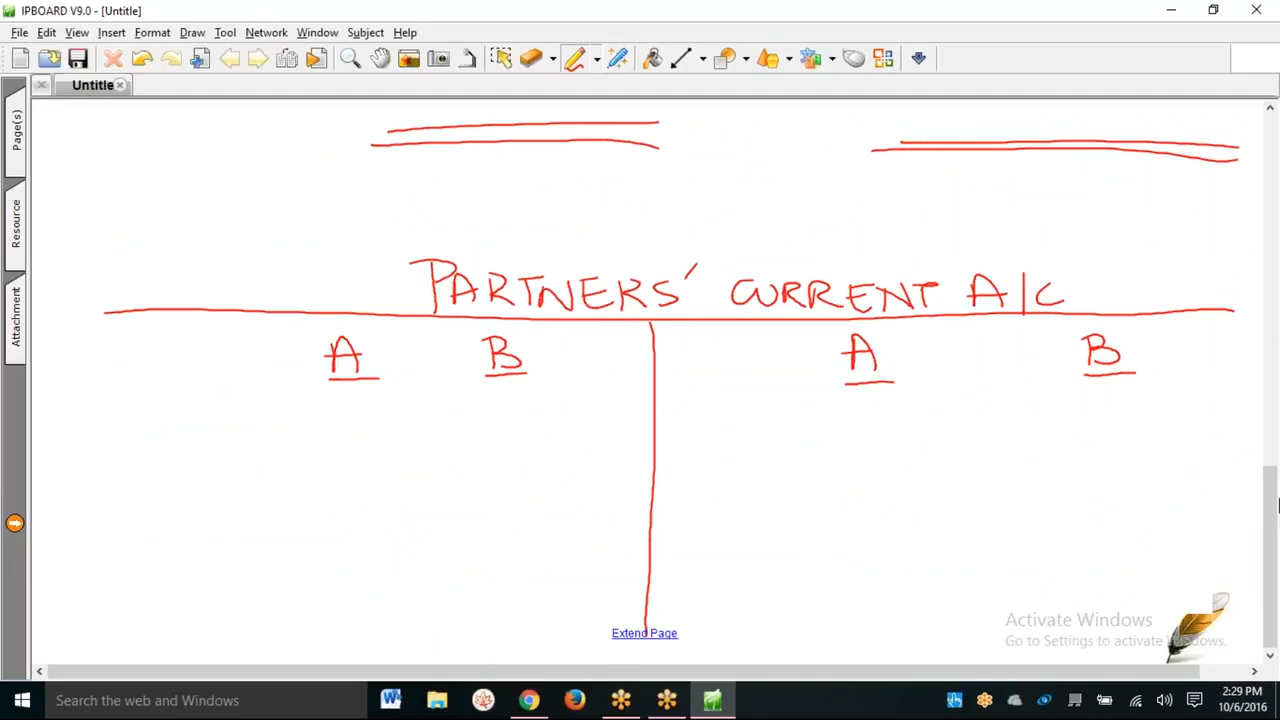 IPBOARD V9.0 - [Untitle]
File Edit View Insert Format Draw Tool Network Window Subject Help
Untitle
Page(s)
Resource
Attachment
PARTNERS' CURRENT A/C
A B A B
Extend Page
Activate Windows
Go to Settings to activate Windows.
Search the web and Windows
2:29 PM
10/6/2016